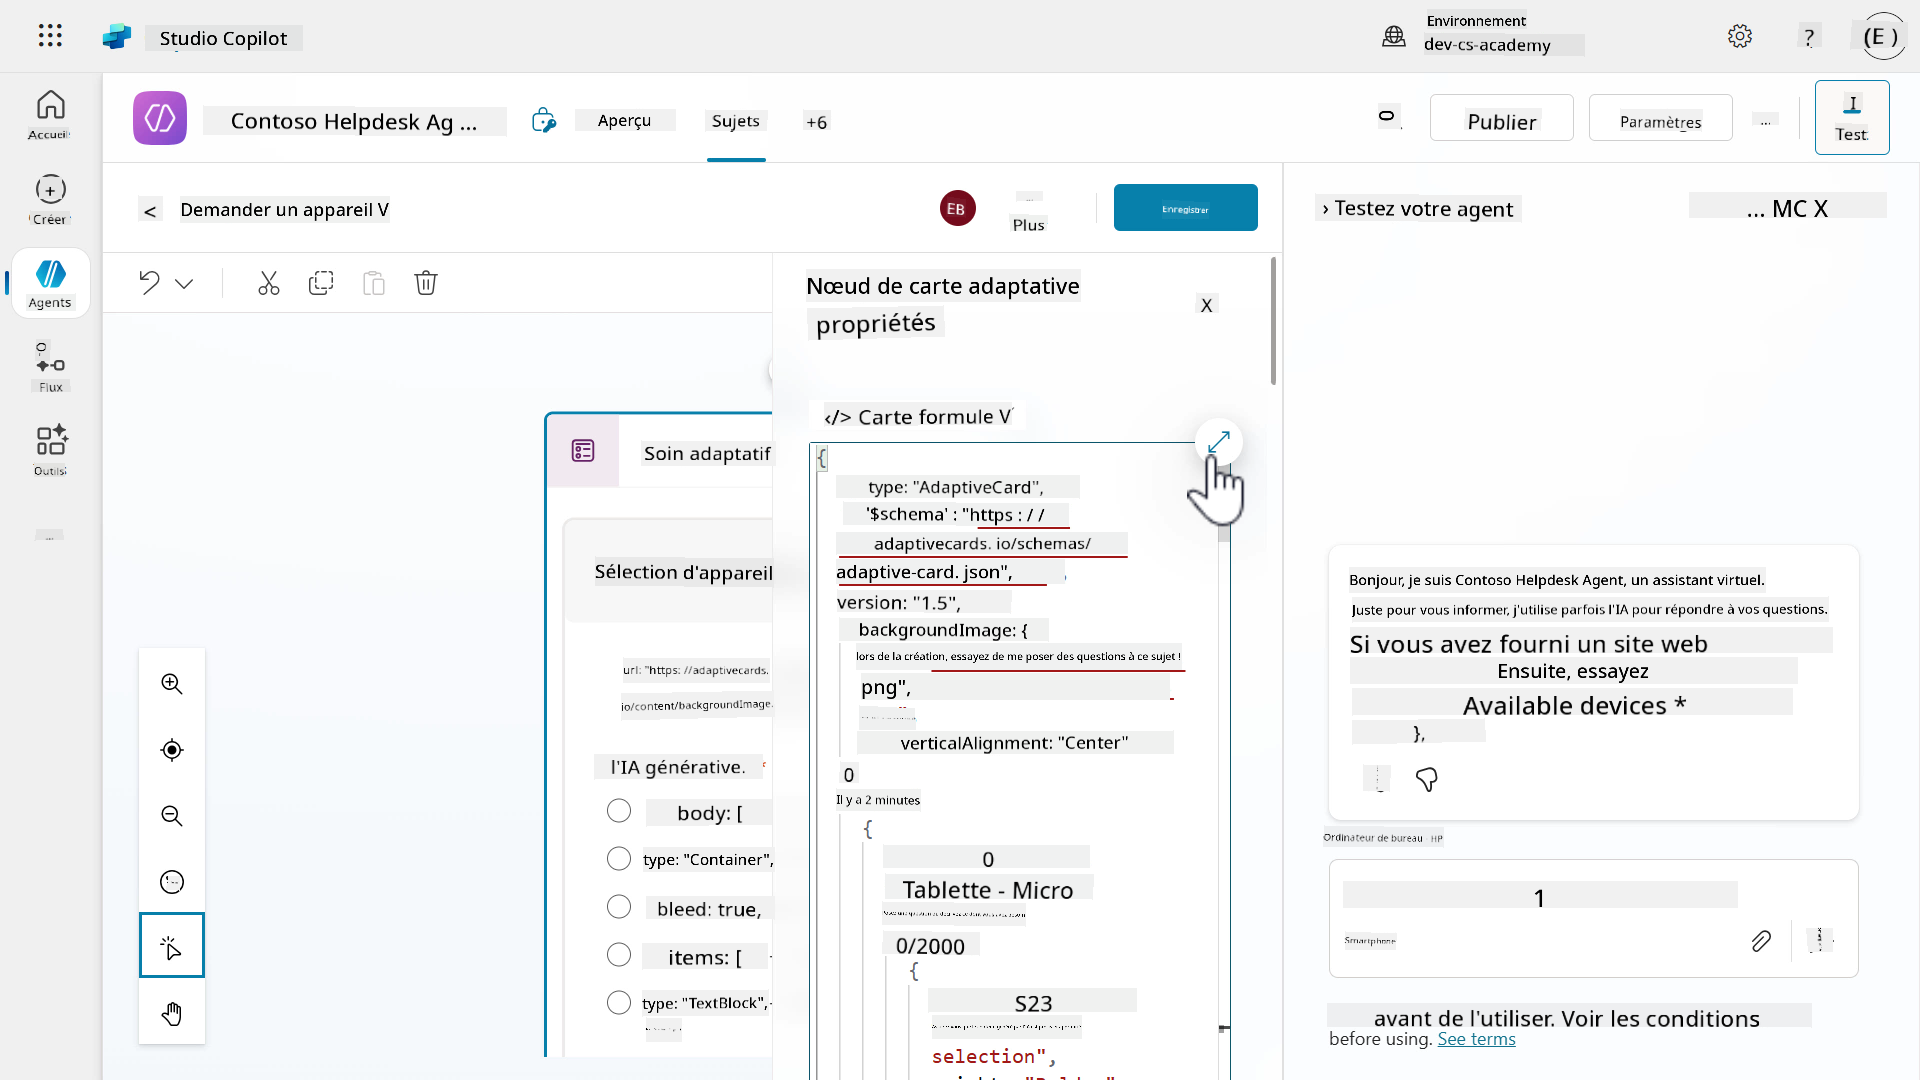 Studio Copilot
Environnement
dev-cs-academy
?
(E )
Accueil
Créer
Agents
Flux
Outils
...
Contoso Helpdesk Ag ...
Aperçu
Sujets
+6
Publier
Paramètres
...
Test
<
Demander un appareil V
EB
Plus
Enregistrer
› Testez votre agent
... MC X
Soin adaptatif
Sélection d'appareil
url: "https: //adaptivecards.
io/content/backgroundImage.
l'IA générative. *
body: [
type: "Container",
bleed: true,
items: [
type: "TextBlock",
Nœud de carte adaptative
propriétés
X
</> Carte formule V
{
type: "AdaptiveCard",
'$schema' : "https : / /
adaptivecards. io/schemas/
adaptive-card. json",
version: "1.5",
backgroundImage: {
lors de la création, essayez de me poser des questions à ce sujet !
png",
verticalAlignment: "Center"
0
Il y a 2 minutes
{
0
Tablette - Micro
0/2000
{
S23
selection",
Bonjour, je suis Contoso Helpdesk Agent, un assistant virtuel.
Juste pour vous informer, j'utilise parfois l'IA pour répondre à vos questions.
Si vous avez fourni un site web
Ensuite, essayez
Available devices *
},
Ordinateur de bureau - HP
1
Smartphone
avant de l'utiliser. Voir les conditions
before using. See terms